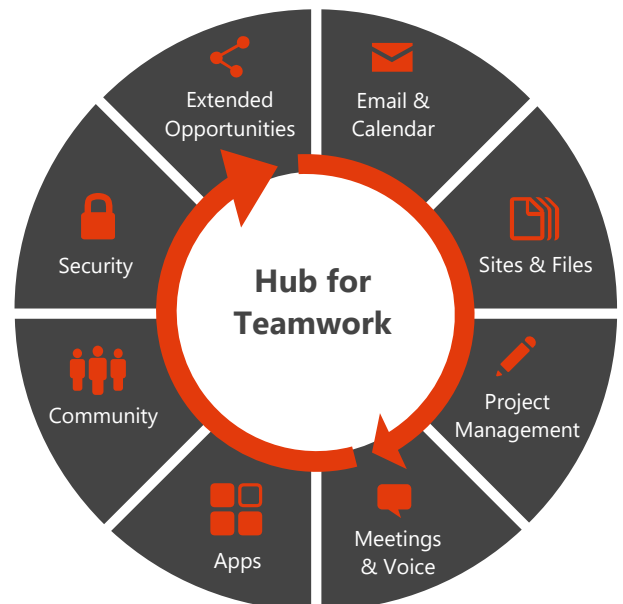 Extended
Opportunities
Email &
Calendar
Sites & Files
Project
Management
Meetings
& Voice
Apps
Community
Security
Hub for
Teamwork